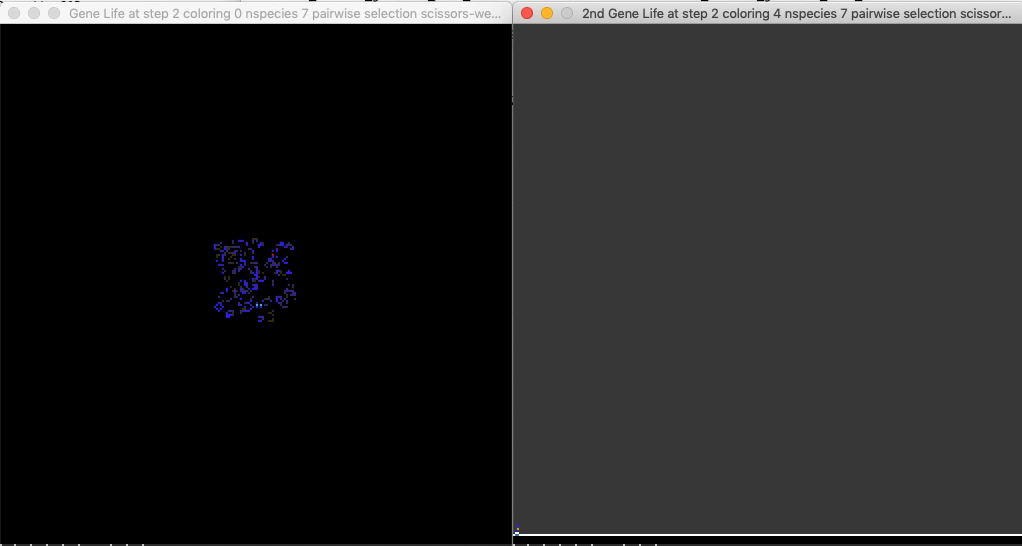 Gene Life at step 2 coloring 0 nspecies 7 pairwise selection scissors-we...
2nd Gene Life at step 2 coloring 4 nspecies 7 pairwise selection scissor...